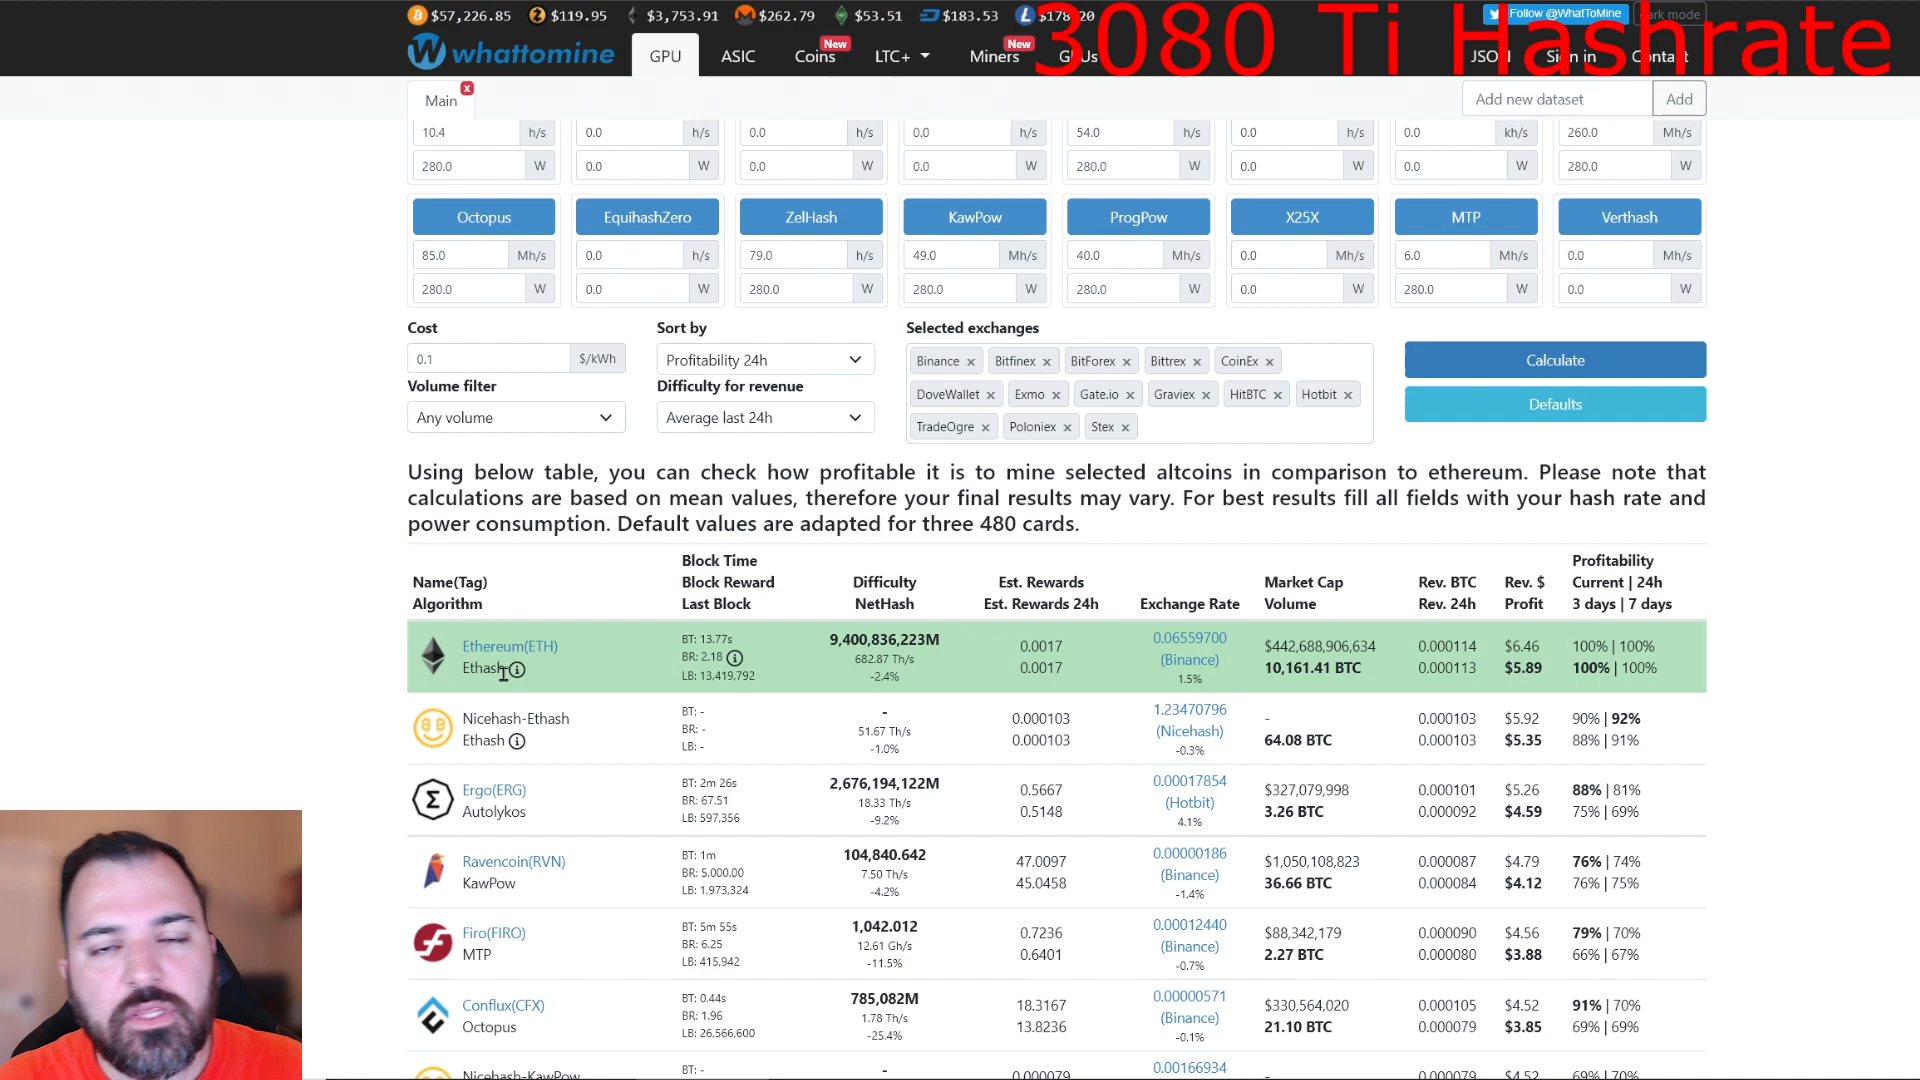 $57,226.85 $119.95 $3,753.91 $262.79 $53.51 $183.53 $178.20 Follow @WhatToMine dark mode
3080 Ti Hashrate
whattomine GPU ASIC Coins New LTC+ Miners New GPUs JSON Sign in Contact
Main x Add new dataset Add
10.4 h/s 0.0 h/s 0.0 h/s 0.0 h/s 54.0 h/s 0.0 h/s 0.0 kh/s 260.0 Mh/s
280.0 W 0.0 W 0.0 W 0.0 W 280.0 W 0.0 W 0.0 W 280.0 W
Octopus EquihashZero ZelHash KawPow ProgPow X25X MTP Verthash
85.0 Mh/s 0.0 h/s 79.0 h/s 49.0 Mh/s 40.0 Mh/s 0.0 Mh/s 6.0 Mh/s 0.0 Mh/s
280.0 W 0.0 W 280.0 W 280.0 W 280.0 W 0.0 W 280.0 W 0.0 W
Cost Sort by Selected exchanges
0.1 $/kWh Profitability 24h Binance × Bitfinex × BitForex × Bittrex × CoinEx × Calculate
Volume filter Difficulty for revenue DoveWallet × Exmo × Gate.io × Graviex × HitBTC × Hotbit × Defaults
Any volume Average last 24h TradeOgre × Poloniex × Stex ×
Using below table, you can check how profitable it is to mine selected altcoins in comparison to ethereum. Please note that
calculations are based on mean values, therefore your final results may vary. For best results fill all fields with your hash rate and
power consumption. Default values are adapted for three 480 cards.
Block Time Profitability
Name(Tag) Block Reward Difficulty Est. Rewards Market Cap Rev. BTC Rev. $ Current | 24h
Algorithm Last Block NetHash Est. Rewards 24h Exchange Rate Volume Rev. 24h Profit 3 days | 7 days
Ethereum(ETH) BT: 13.77s 9,400,836,223M 0.0017 0.06559700 $442,688,906,634 0.000114 $6.46 100% | 100%
Ethash BR: 2.18 682.87 Th/s 0.0017 (Binance) 10,161.41 BTC 0.000113 $5.89 100% | 100%
LB: 13,419,792 -2.4% 1.5%
Nicehash-Ethash BT: - - 0.000103 1.23470796 - 0.000103 $5.92 90% | 92%
Ethash BR: - 51.67 Th/s 0.000103 (Nicehash) 64.08 BTC 0.000103 $5.35 88% | 91%
LB: - -1.0% -0.3%
Ergo(ERG) BT: 2m 26s 2,676,194,122M 0.5667 0.00017854 $327,079,998 0.000101 $5.26 88% | 81%
Autolykos BR: 67.51 18.33 Th/s 0.5148 (Hotbit) 3.26 BTC 0.000092 $4.59 75% | 69%
LB: 597,356 -9.2% 4.1%
Ravencoin(RVN) BT: 1m 104,840.642 47.0097 0.00000186 $1,050,108,823 0.000087 $4.79 76% | 74%
KawPow BR: 5,000.00 7.50 Th/s 45.0458 (Binance) 36.66 BTC 0.000084 $4.12 76% | 75%
LB: 1,973,324 -4.2% -1.4%
Firo(FIRO) BT: 5m 55s 1,042.012 0.7236 0.00012440 $88,342,179 0.000090 $4.56 79% | 70%
MTP BR: 6.25 12.61 Gh/s 0.6401 (Binance) 2.27 BTC 0.000080 $3.88 66% | 67%
LB: 415,942 -11.5% -0.7%
Conflux(CFX) BT: 0.44s 785,082M 18.3167 0.00000571 $330,564,020 0.000105 $4.52 91% | 70%
Octopus BR: 1.96 1.78 Th/s 13.8236 (Binance) 21.10 BTC 0.000079 $3.85 69% | 69%
LB: 26,566,600 -25.4% -0.1%
Nicehash-KawPow BT: - - 0.000079 0.00166934 - 0.000079 $4.52 69% | 70%